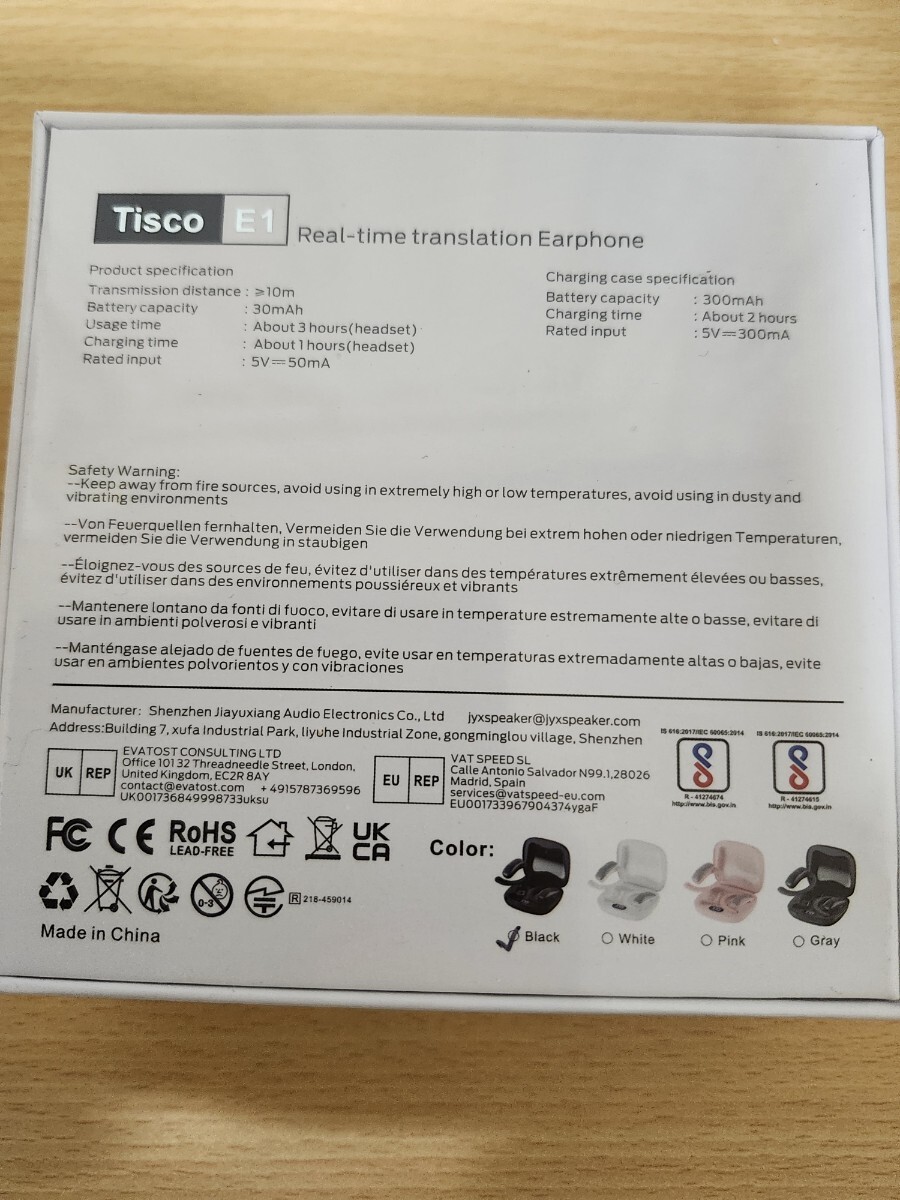 Tisco E1 Real-time translation Earphone
Product specification
Transmission distance : ≥10m
Battery capacity : 30mAh
Usage time : About 3 hours(headset)
Charging time : About 1 hours(headset)
Rated input : 5V⎓50mA
Charging case specification
Battery capacity : 300mAh
Charging time : About 2 hours
Rated input : 5V⎓300mA
Safety Warning:
--Keep away from fire sources, avoid using in extremely high or low temperatures, avoid using in dusty and
vibrating environments
--Von Feuerquellen fernhalten, Vermeiden Sie die Verwendung bei extrem hohen oder niedrigen Temperaturen,
vermeiden Sie die Verwendung in staubigen
--Éloignez-vous des sources de feu, évitez d'utiliser dans des températures extrêmement élevées ou basses,
évitez d'utiliser dans des environnements poussiéreux et vibrants
--Mantenere lontano da fonti di fuoco, evitare di usare in temperature estremamente alte o basse, evitare di
usare in ambienti polverosi e vibranti
--Manténgase alejado de fuentes de fuego, evite usar en temperaturas extremadamente altas o bajas, evite
usar en ambientes polvorientos y con vibraciones
Manufacturer: Shenzhen Jiayuxiang Audio Electronics Co., Ltd jyxspeaker@jyxspeaker.com
Address:Building 7, xufa Industrial Park, liyuhe Industrial Zone, gongminglou village, Shenzhen
UK REP
EVATOST CONSULTING LTD
Office 101 32 Threadneedle Street, London,
United Kingdom, EC2R 8AY
contact@evatost.com + 4915787369596
UK001736849998733uksu
EU REP
VAT SPEED SL
Calle Antonio Salvador N99.1,28026
Madrid, Spain
services@vatspeed-eu.com
EU001733967904374ygaF
IS 616:2017/IEC 60065:2014
R - 41274674
http://www.bis.gov.in
IS 616:2017/IEC 60065:2014
R - 41274615
http://www.bis.gov.in
FC CE RoHS
LEAD-FREE
UK
CA
0-3
R 218-459014
Made in China
Color:
Black
White
Pink
Gray